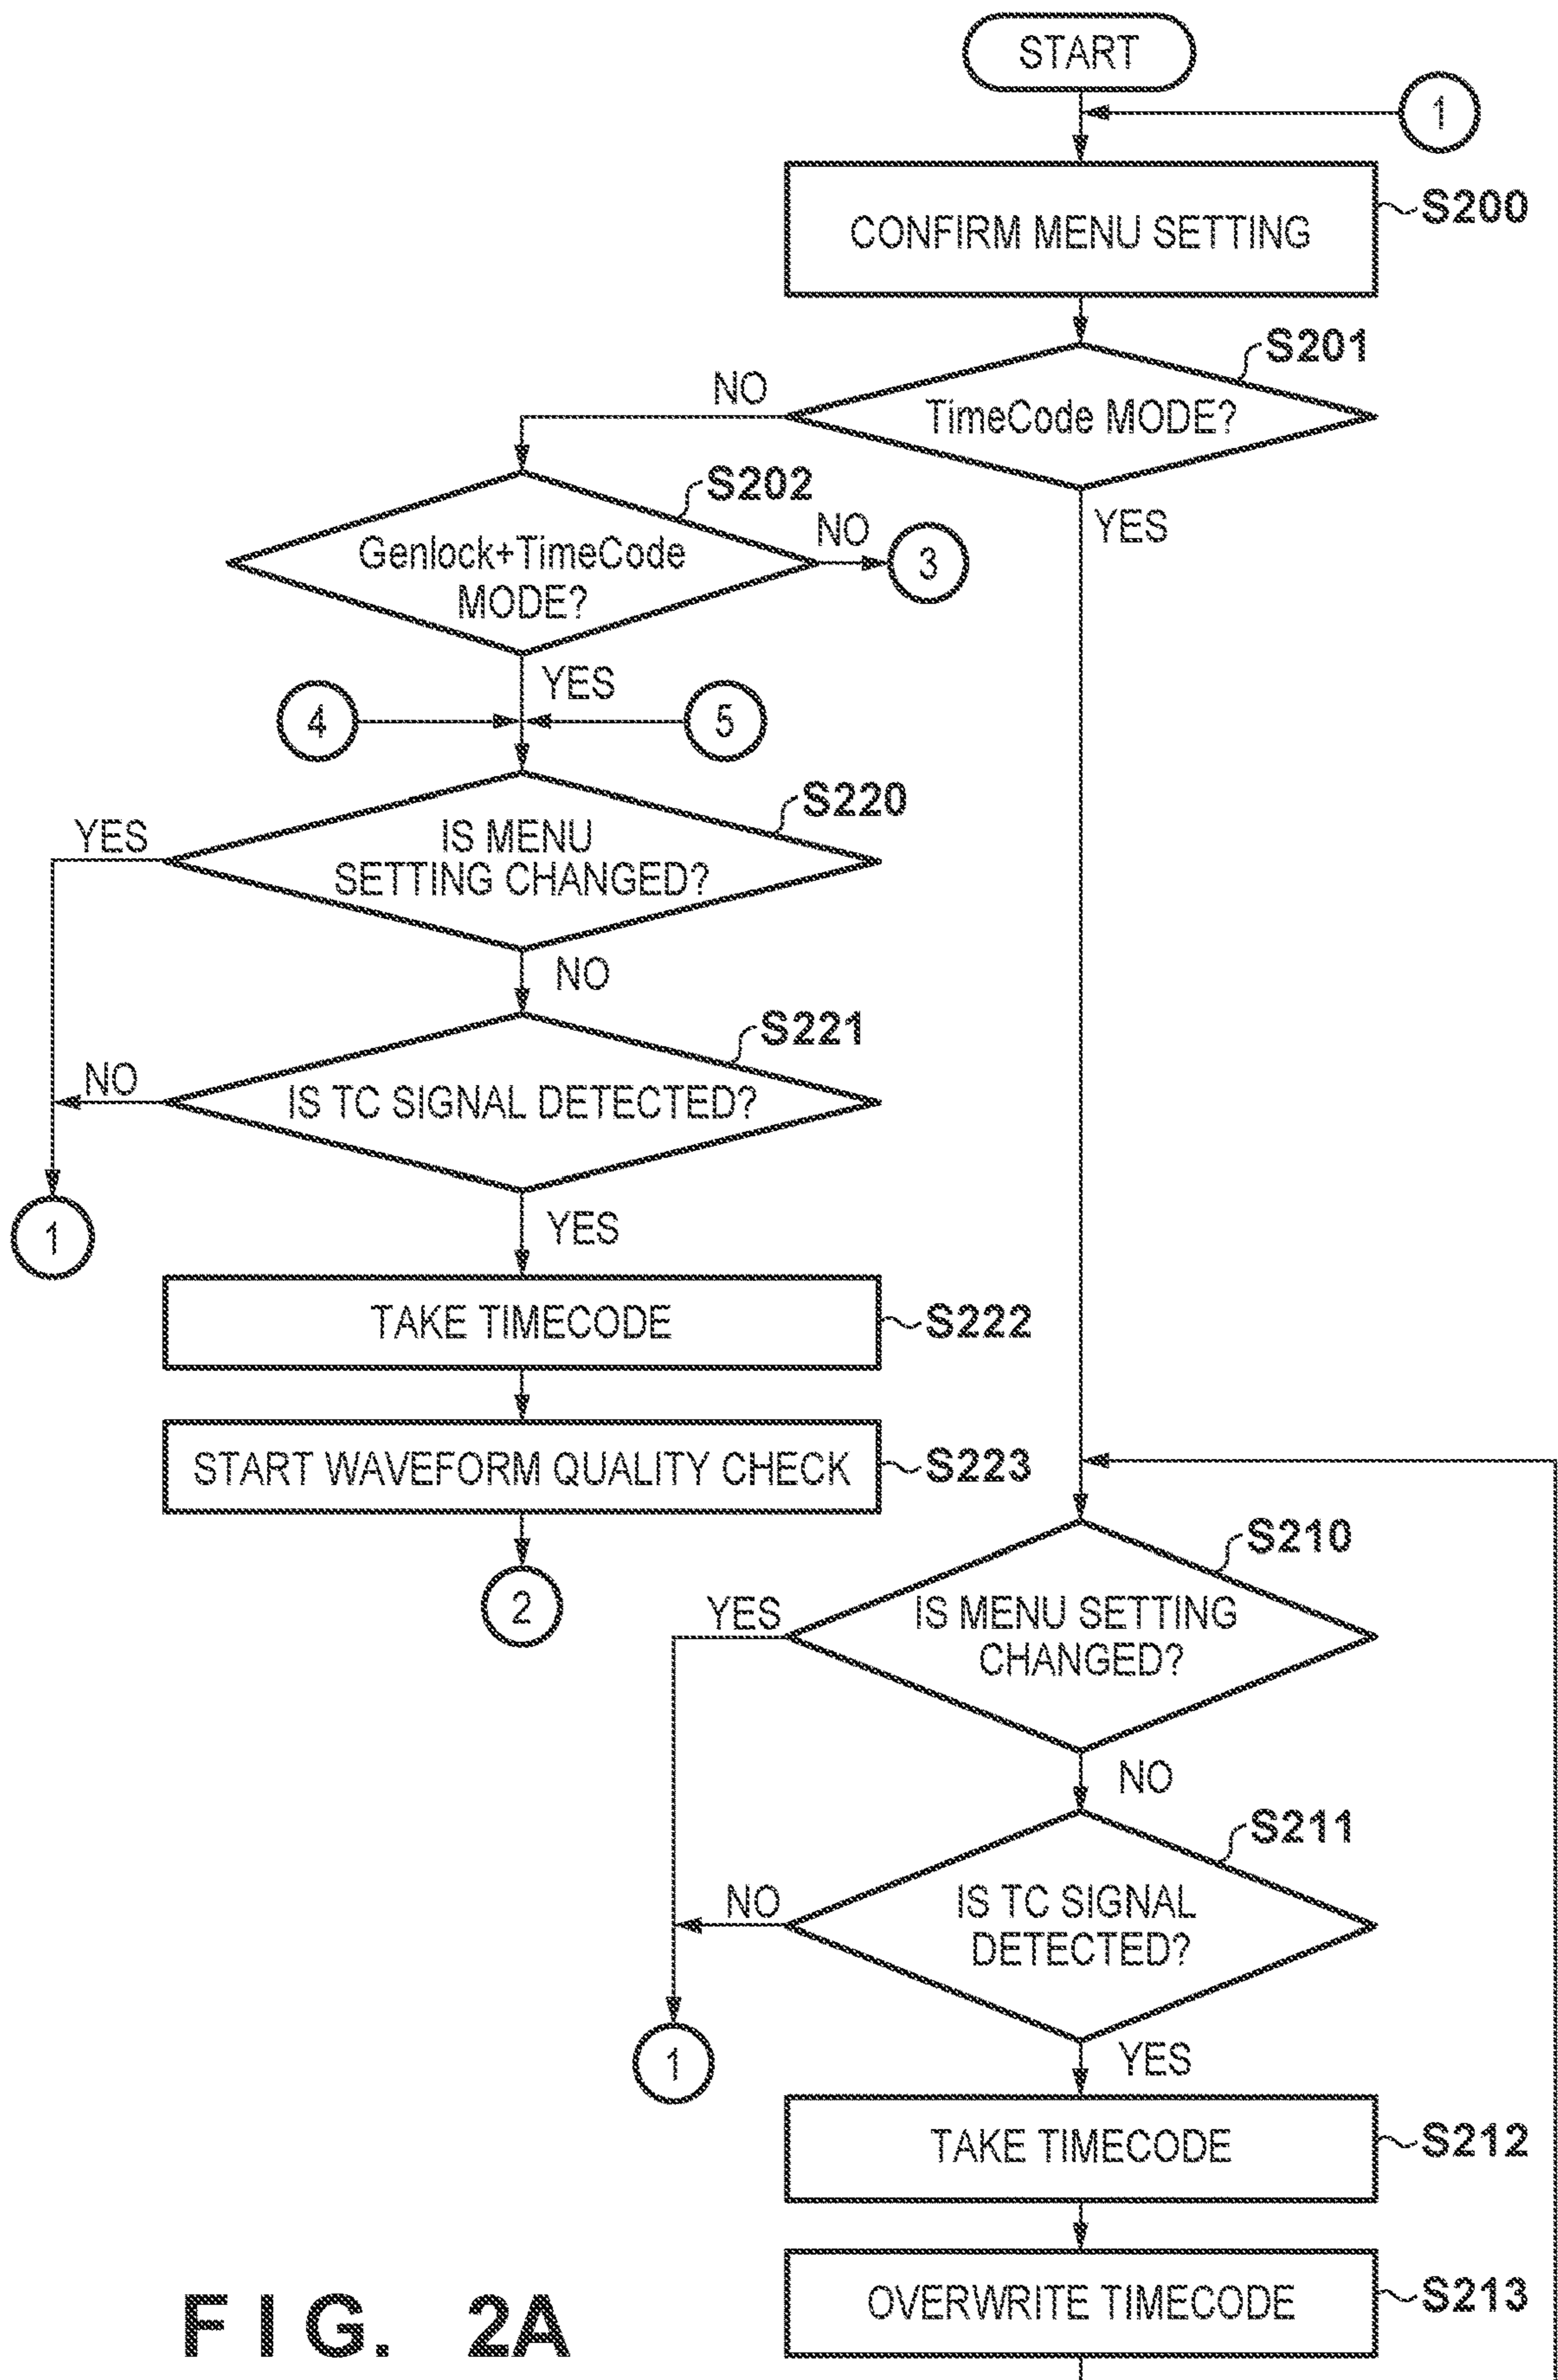 START
1
CONFIRM MENU SETTING
S200
S201
TimeCode MODE?
NO
YES
S202
Genlock+TimeCode
MODE?
NO
3
YES
4
5
S220
IS MENU
SETTING CHANGED?
YES
NO
S221
IS TC SIGNAL DETECTED?
NO
1
YES
TAKE TIMECODE
S222
START WAVEFORM QUALITY CHECK
S223
2
S210
IS MENU SETTING
CHANGED?
YES
NO
S211
IS TC SIGNAL
DETECTED?
NO
1
YES
TAKE TIMECODE
S212
OVERWRITE TIMECODE
S213
FIG. 2A